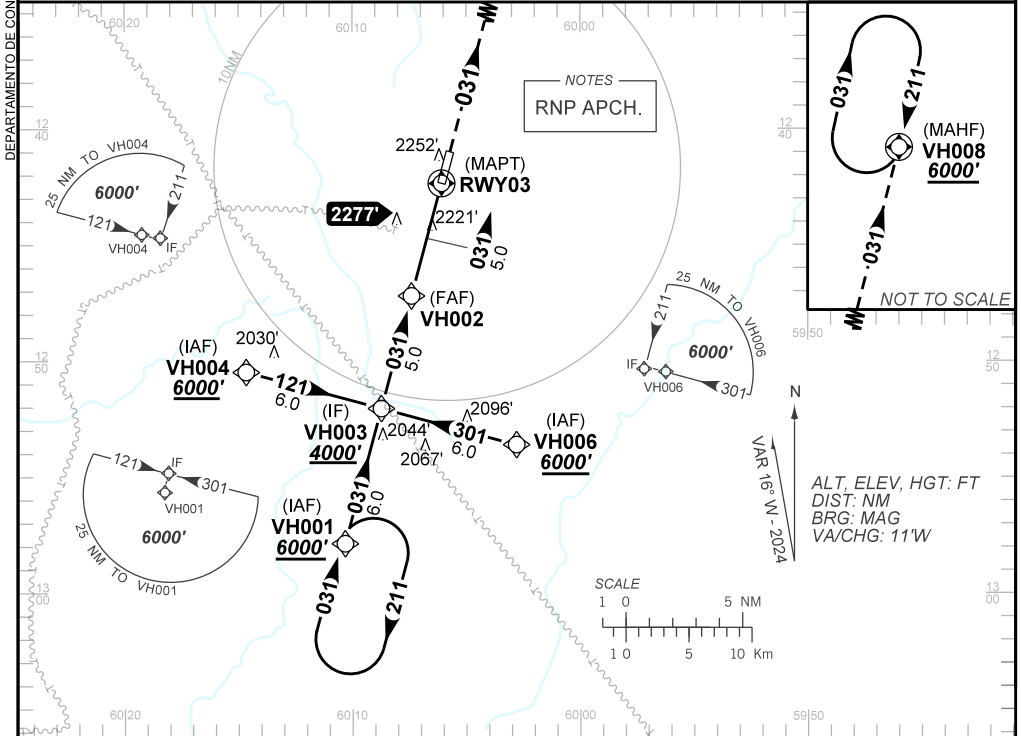 DEPARTAMENTO DE CON
60 20
60 10
60 00
10NM
031
NOTES
RNP APCH.
12 40
25 NM TO VH004
6000'
211
121
VH004
IF
2252'
(MAPT)
RWY03
2277'
2221'
031
5.0
(FAF)
VH002
031
5.0
031
211
(MAHF)
VH008
6000'
031
NOT TO SCALE
12 40
59 50
12 50
(IAF)
VH004
6000'
2030'
121
6.0
(IF)
VH003
4000'
2044'
2067'
2096'
301
6.0
(IAF)
VH006
6000'
25 NM TO VH006
211
6000'
IF
VH006
301
12 50
121
IF
301
VH001
6000'
25 NM TO VH001
(IAF)
VH001
6000'
031
6.0
031
211
N
VAR 16° W - 2024
ALT, ELEV, HGT: FT
DIST: NM
BRG: MAG
VA/CHG: 11'W
SCALE
1 0 5 NM
1 0 5 10 Km
13 00
13 00
60 20
60 10
60 00
59 50